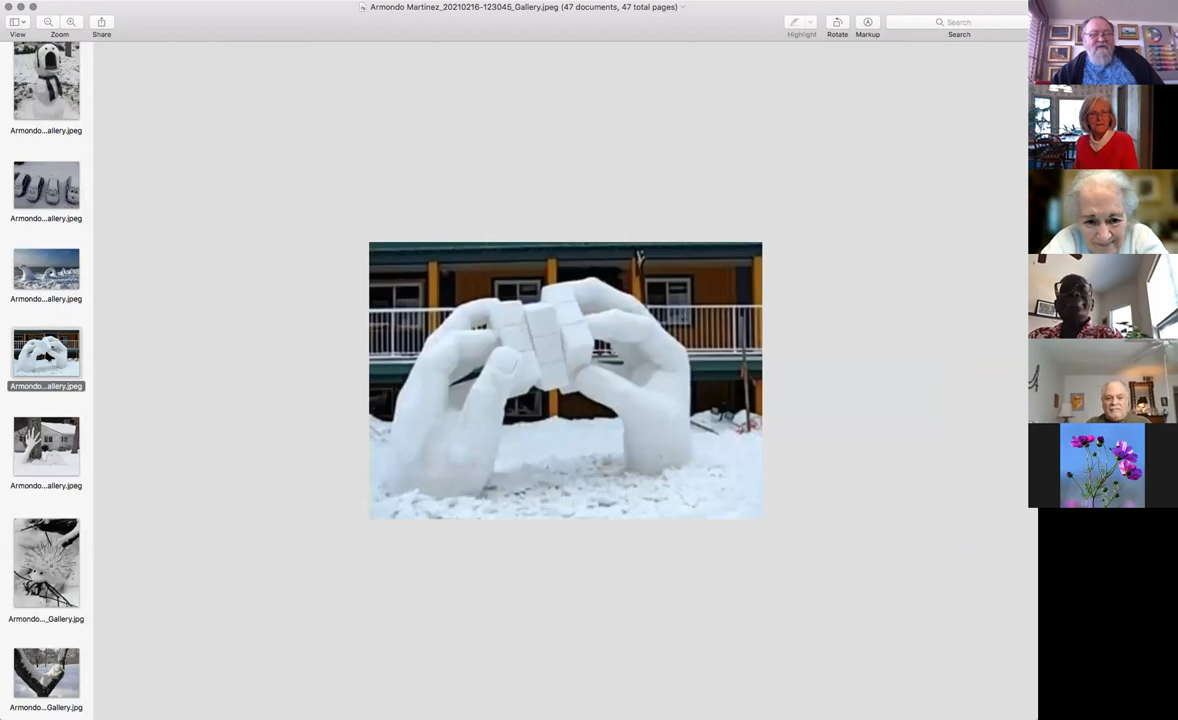 Armondo Martinez_20210216-123045_Gallery.jpeg (47 documents, 47 total pages)
View
Zoom
Share
Highlight
Rotate
Markup
Search
Search
Armondo...allery.jpeg
Armondo...allery.jpeg
Armondo...allery.jpeg
Armondo...allery.jpeg
Armondo...allery.jpeg
Armondo..._Gallery.jpg
Armondo...Gallery.jpg